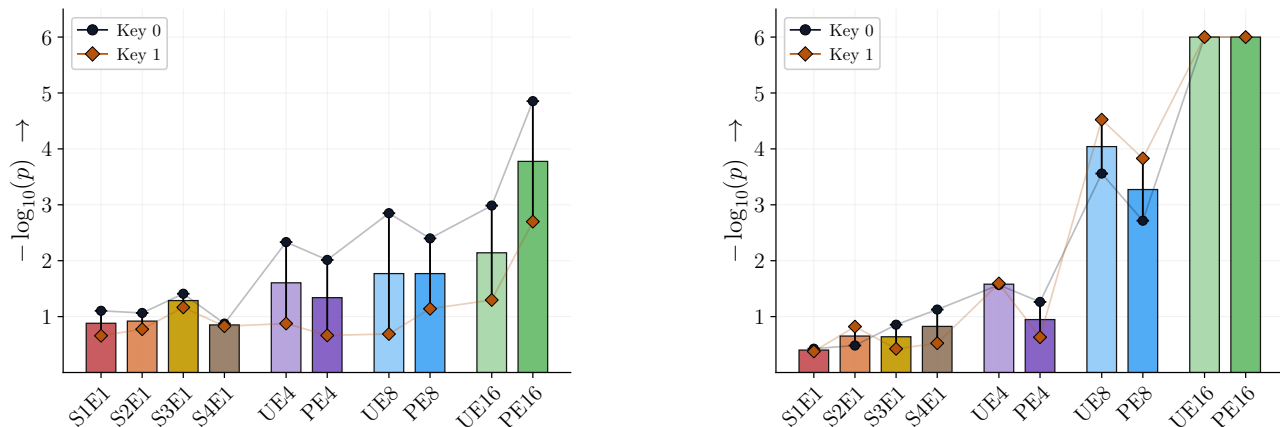 − log₁₀(p) →
6
5
4
3
2
1
Key 0
Key 1
S1E1
S2E1
S3E1
S4E1
UE4
PE4
UE8
PE8
UE16
PE16
− log₁₀(p) →
6
5
4
3
2
1
Key 0
Key 1
S1E1
S2E1
S3E1
S4E1
UE4
PE4
UE8
PE8
UE16
PE16